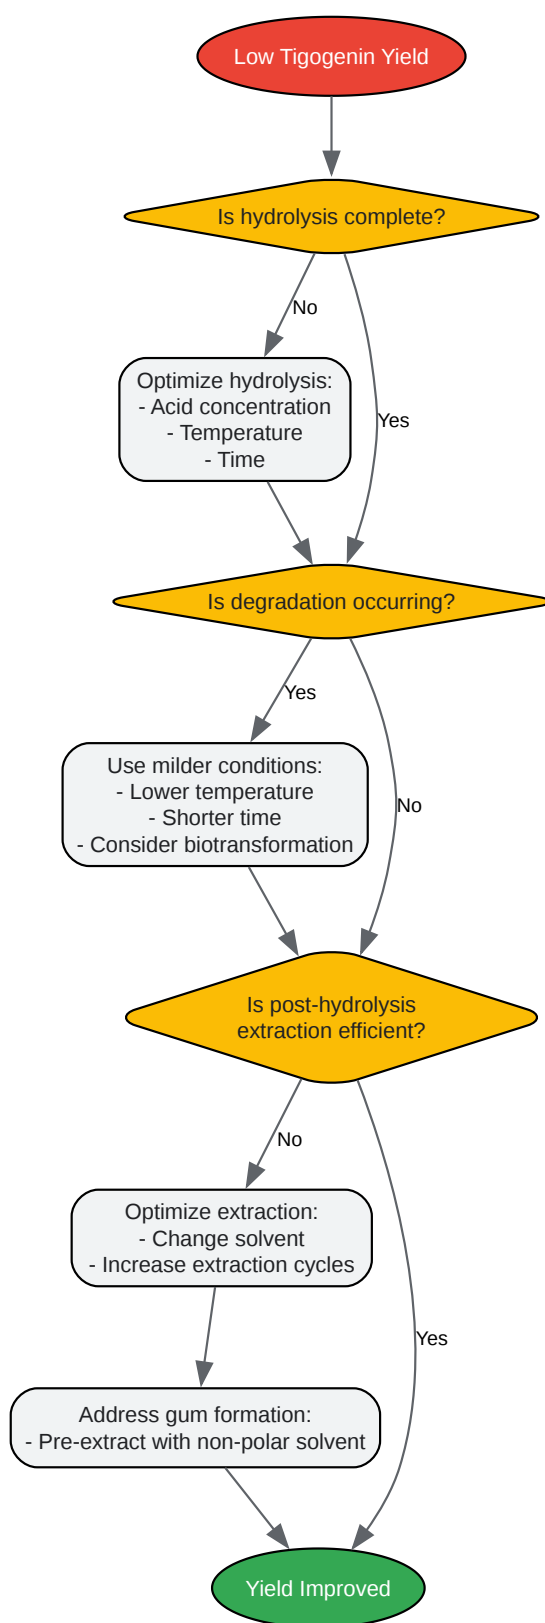 Low Tigogenin Yield
Is hydrolysis complete?
No
Optimize hydrolysis:
- Acid concentration
- Temperature
- Time
Yes
Is degradation occurring?
Yes
Use milder conditions:
- Lower temperature
- Shorter time
- Consider biotransformation
No
Is post-hydrolysis
extraction efficient?
No
Optimize extraction:
- Change solvent
- Increase extraction cycles
Yes
Address gum formation:
- Pre-extract with non-polar solvent
Yield Improved